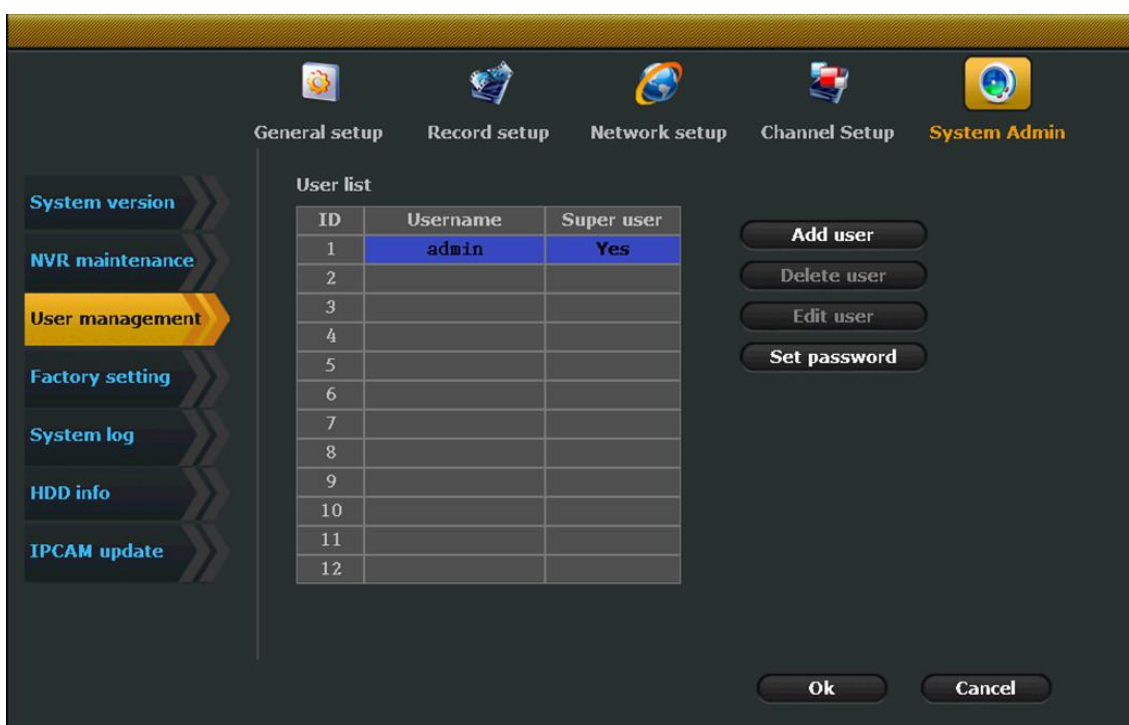 General setup Record setup Network setup Channel Setup System Admin
System version
NVR maintenance
User management
Factory setting
System log
HDD info
IPCAM update
User list
ID Username Super user
1 admin Yes
2
3
4
5
6
7
8
9
10
11
12
Add user
Delete user
Edit user
Set password
Ok Cancel